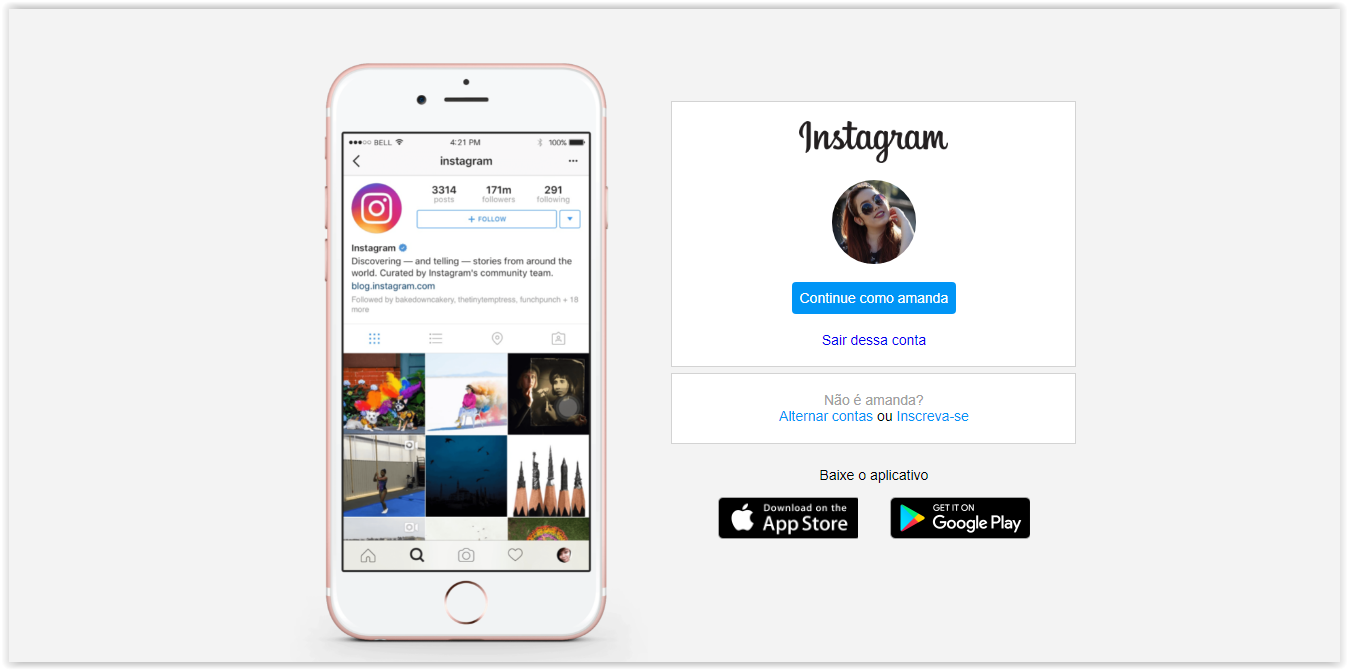 BELL
4:21 PM
100%
instagram
3314
171m
291
posts
followers
following
+ FOLLOW
Instagram
Discovering — and telling — stories from around the
world. Curated by Instagram's community team.
blog.instagram.com
Followed by bakedowncakery, thetinytemptress, funchpunch + 18
more
Instagram
Continue como amanda
Sair dessa conta
Não é amanda?
Alternar contas ou Inscreva-se
Baixe o aplicativo
Download on the
App Store
GET IT ON
Google Play